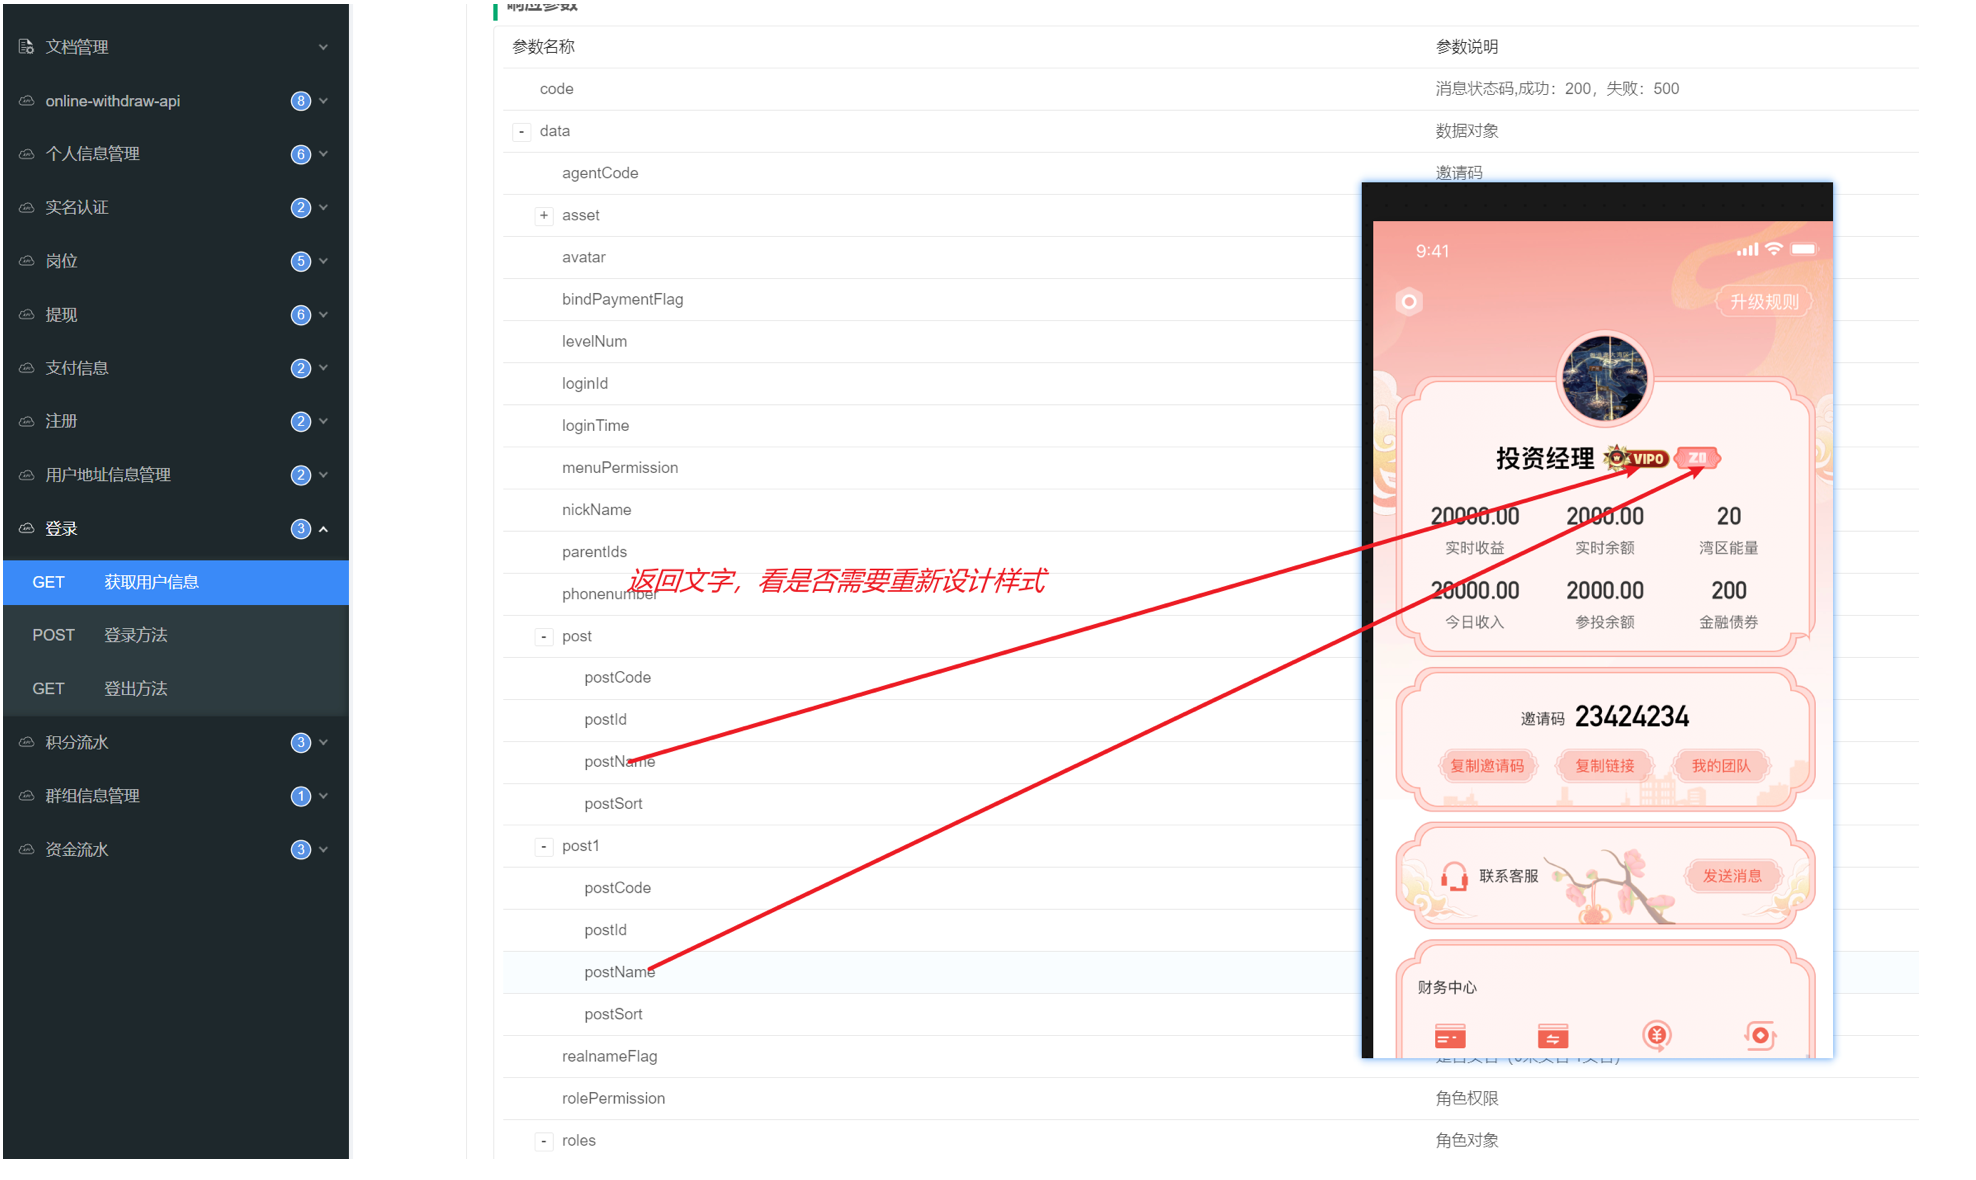 文档管理
online-withdraw-api 8
个人信息管理 6
实名认证 2
岗位 5
提现 6
支付信息 2
注册 2
用户地址信息管理 2
登录 3
GET 获取用户信息
POST 登录方法
GET 登出方法
积分流水 3
群组信息管理 1
资金流水 3
响应参数
参数名称 参数说明
code 消息状态码,成功：200，失败：500
- data 数据对象
agentCode 邀请码
+ asset
avatar
bindPaymentFlag
levelNum
loginId
loginTime
menuPermission
nickName
parentIds
返回文字，看是否需要重新设计样式
phonenumber
- post
postCode
postId
postName
postSort
- post1
postCode
postId
postName
postSort
realnameFlag
rolePermission 角色权限
- roles 角色对象
9:41
升级规则
投资经理 VIP0 Z0
20000.00 2000.00 20
实时收益 实时余额 湾区能量
20000.00 2000.00 200
今日收入 参投余额 金融债券
邀请码 23424234
复制邀请码 复制链接 我的团队
联系客服 发送消息
财务中心